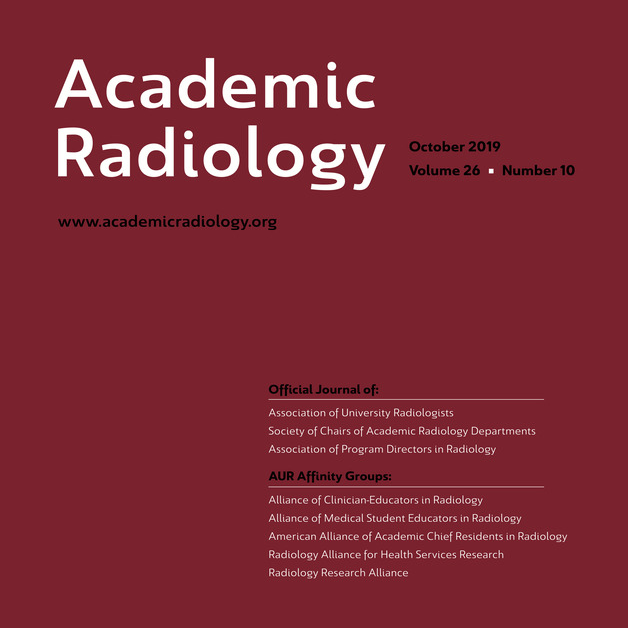 Academic
Radiology
October 2019
Volume 26 ▪ Number 10
www.academicradiology.org
Official Journal of:
Association of University Radiologists
Society of Chairs of Academic Radiology Departments
Association of Program Directors in Radiology
AUR Affinity Groups:
Alliance of Clinician-Educators in Radiology
Alliance of Medical Student Educators in Radiology
American Alliance of Academic Chief Residents in Radiology
Radiology Alliance for Health Services Research
Radiology Research Alliance